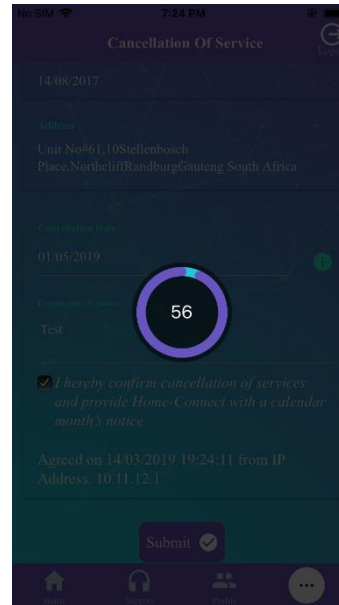 No SIM 7:24 PM
Cancellation Of Service
14/08/2017
Address
Unit No#61,10Stellenbosch
Place,NorthcliffRandburgGauteng South Africa
Cancellation Date
01/05/2019
56
Comments/Reason
Test
I hereby confirm cancellation of services
and provide Home-Connect with a calendar
month's notice.
Agreed on 14/03/2019 19:24:11 from IP
Address: 10.11.12.1
Submit
Home Support Profile